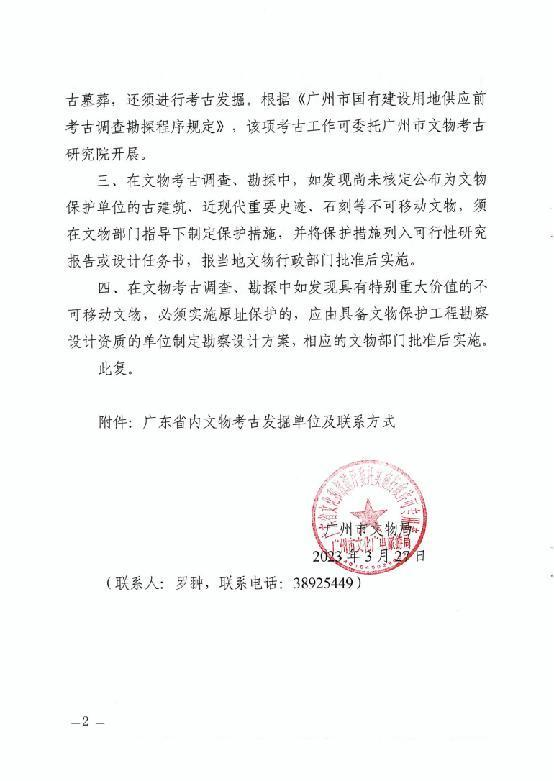 古墓葬，还须进行考古发掘。根据《广州市国有建设用地供应前
考古调查勘探程序规定》，该项考古工作可委托广州市文物考古
研究院开展。
三、在文物考古调查、勘探中，如发现尚未核定公布为文物
保护单位的古建筑、近现代重要史迹、石刻等不可移动文物，须
在文物部门指导下制定保护措施，并将保护措施列入可行性研究
报告或设计任务书，报当地文物行政部门批准后实施。
四、在文物考古调查、勘探中如发现具有特别重大价值的不
可移动文物，必须实施原址保护的，应由具备文物保护工程勘察
设计资质的单位制定勘察设计方案，相应的文物部门批准后实施。
此复。
附件：广东省内文物考古发掘单位及联系方式
广州市文物局
广州市文化广电旅游局
2023 年 3 月 27 日
（联系人：罗翀，联系电话：38925449）
—2 —